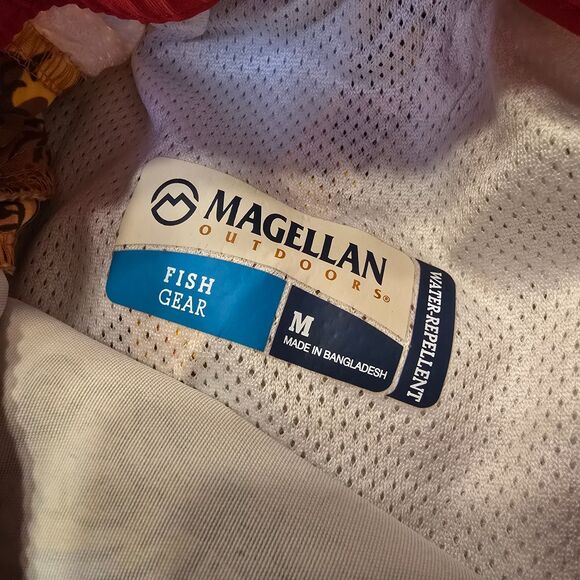 MAGELLAN
OUTDOORS®
FISH
GEAR
M
MADE IN BANGLADESH
WATER-REPELLENT